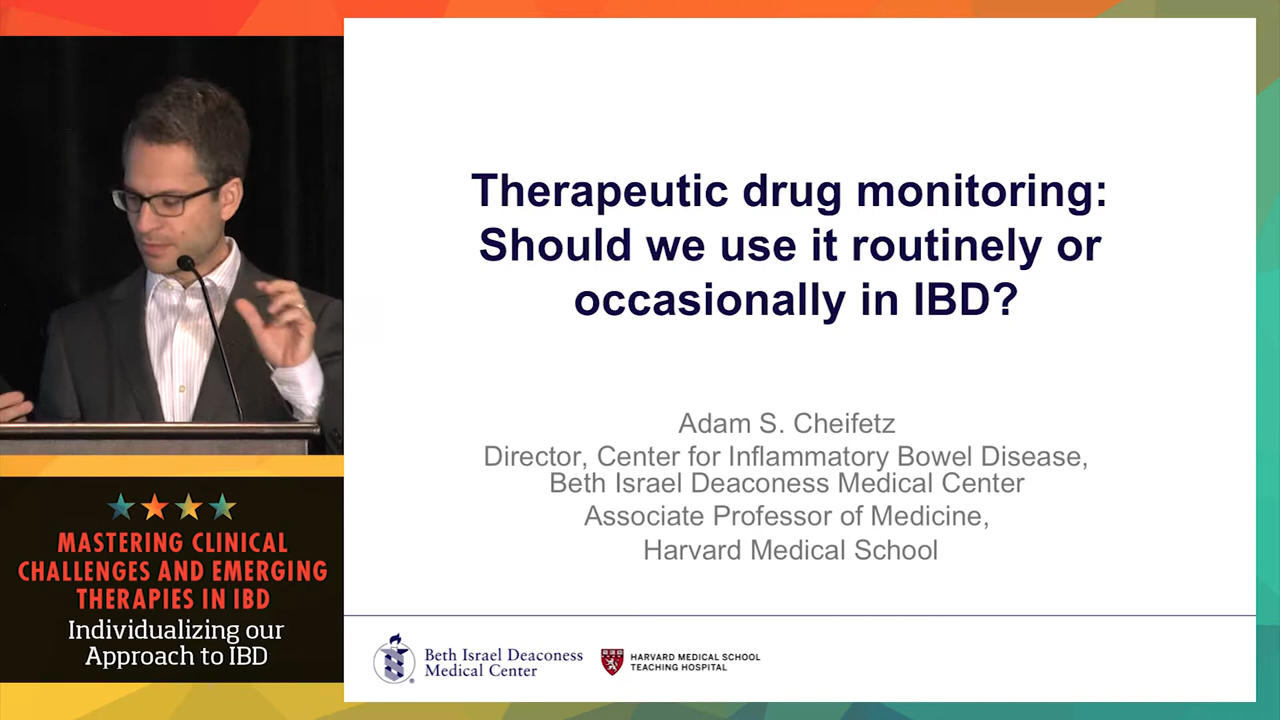 Therapeutic drug monitoring:
Should we use it routinely or
occasionally in IBD?
Adam S. Cheifetz
Director, Center for Inflammatory Bowel Disease,
Beth Israel Deaconess Medical Center
Associate Professor of Medicine,
Harvard Medical School
MASTERING CLINICAL
CHALLENGES AND EMERGING
THERAPIES IN IBD
Individualizing our
Approach to IBD
Beth Israel Deaconess
Medical Center
HARVARD MEDICAL SCHOOL
TEACHING HOSPITAL